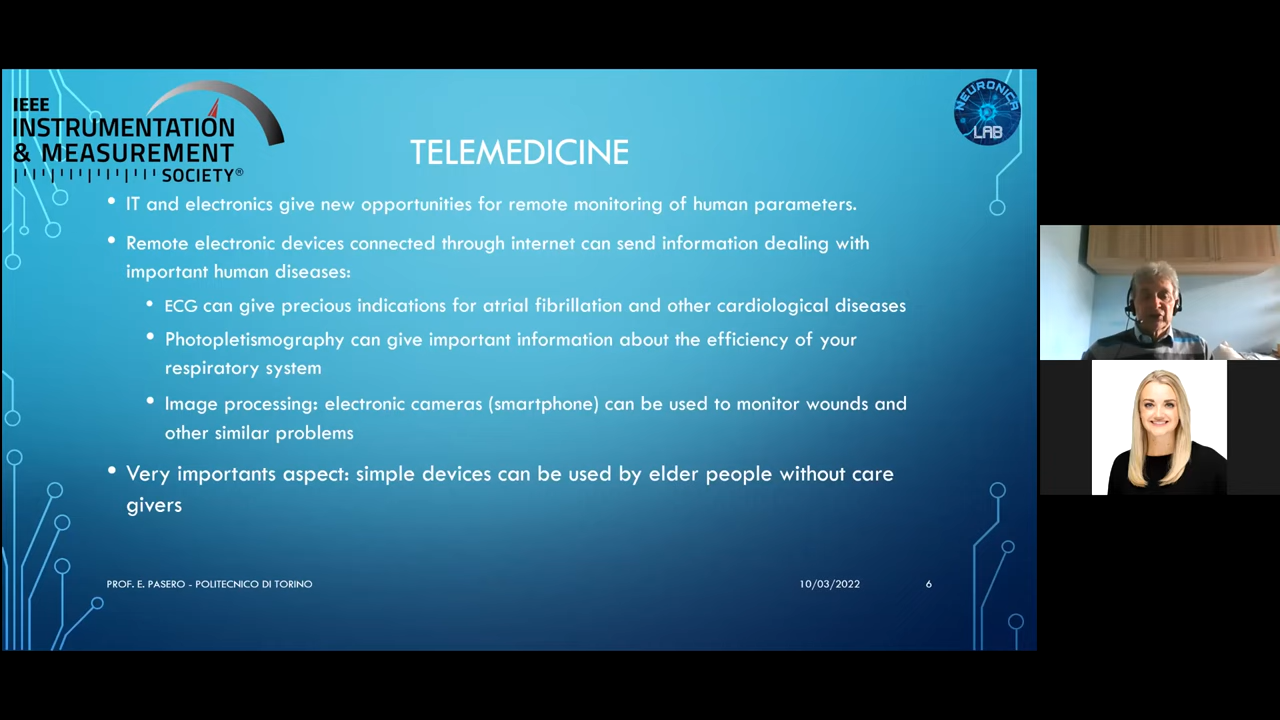 IEEE
INSTRUMENTATION
& MEASUREMENT
SOCIETY®
NEURONICA
LAB
TELEMEDICINE
• IT and electronics give new opportunities for remote monitoring of human parameters.
• Remote electronic devices connected through internet can send information dealing with
important human diseases:
• ECG can give precious indications for atrial fibrillation and other cardiological diseases
• Photopletismography can give important information about the efficiency of your
respiratory system
• Image processing: electronic cameras (smartphone) can be used to monitor wounds and
other similar problems
• Very importants aspect: simple devices can be used by elder people without care
givers
PROF. E. PASERO - POLITECNICO DI TORINO
10/03/2022
6